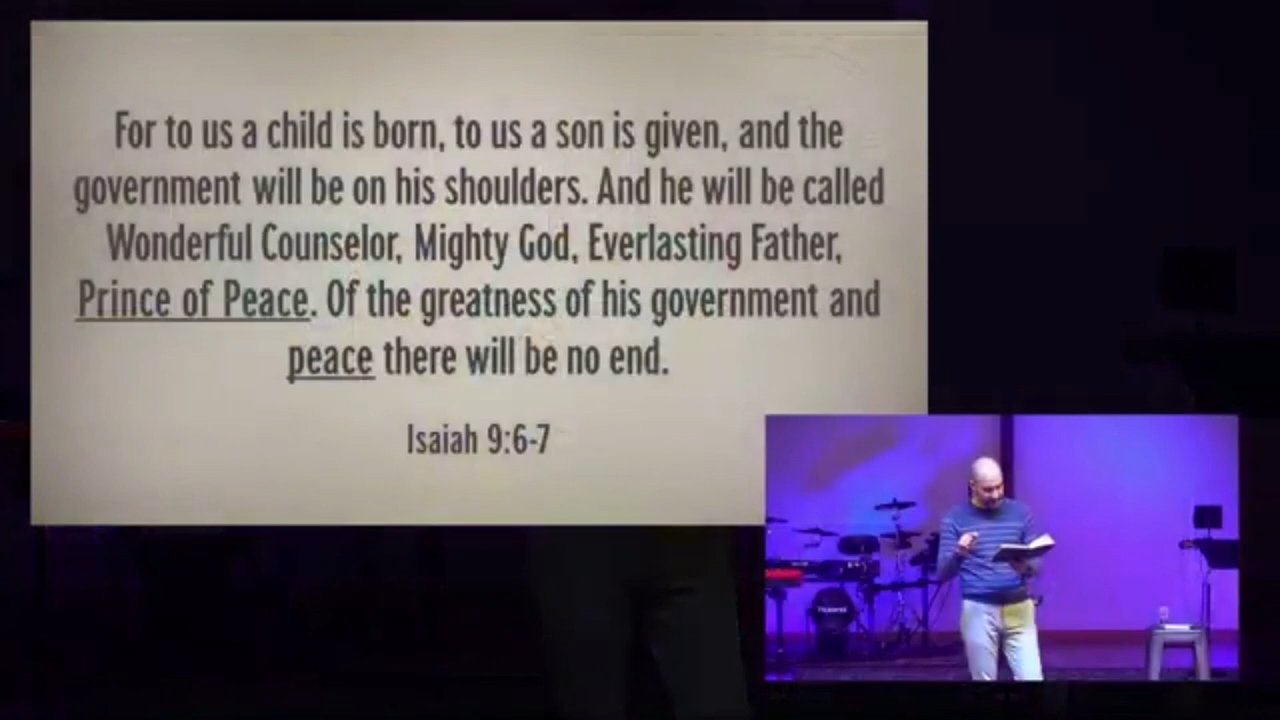 For to us a child is born, to us a son is given, and the
government will be on his shoulders. And he will be called
Wonderful Counselor, Mighty God, Everlasting Father,
Prince of Peace. Of the greatness of his government and
peace there will be no end.
Isaiah 9:6-7